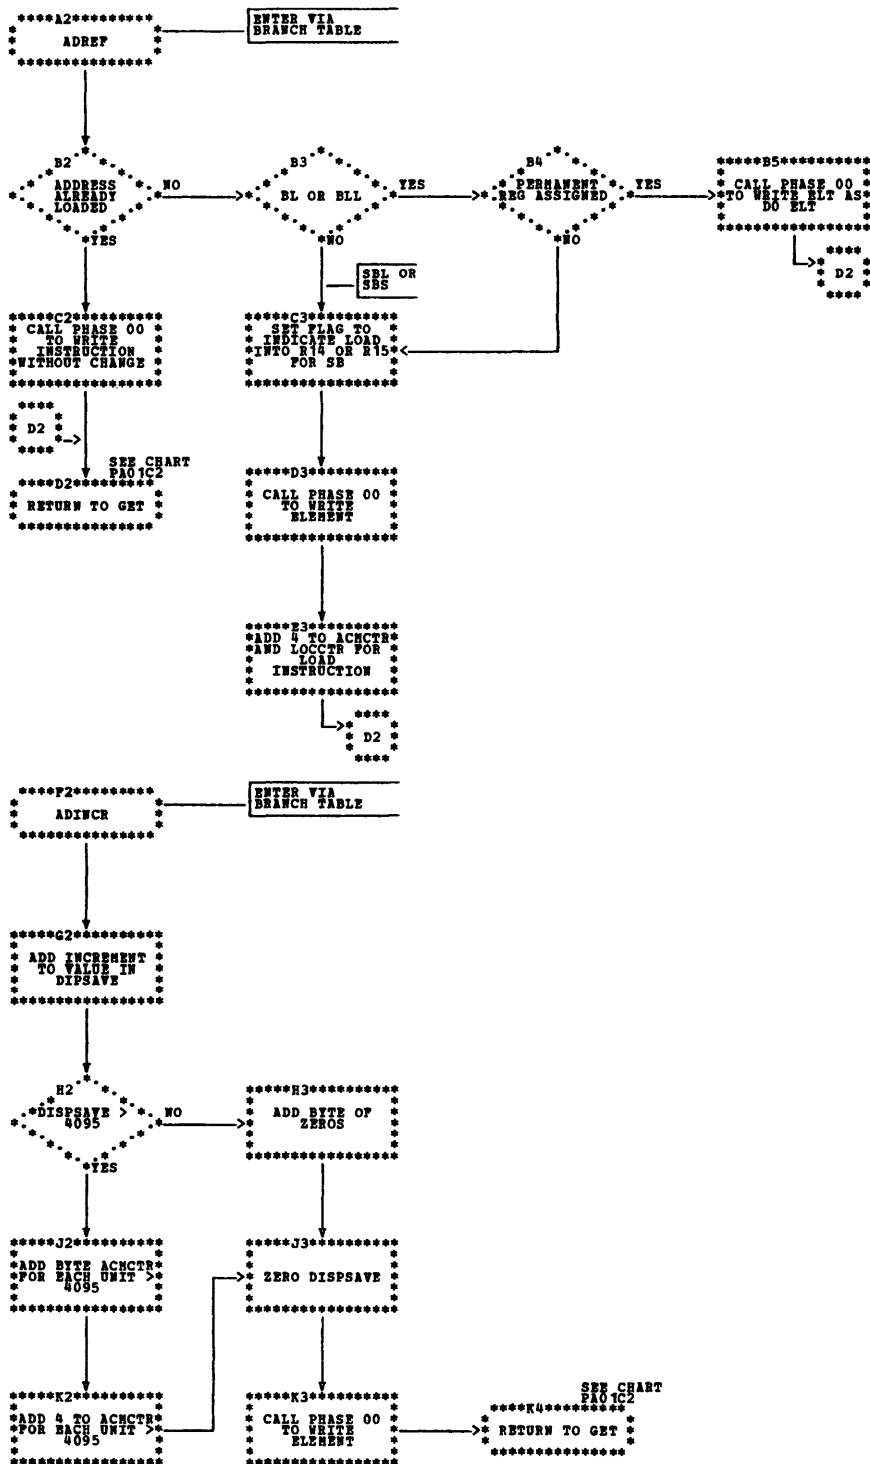 A2
ADREF
ENTER VIA
BRANCH TABLE
B2
ADDRESS
ALREADY
LOADED
NO
YES
B3
BL OR BLL
YES
NO
B4
PERMANENT
REG ASSIGNED
YES
NO
B5
CALL PHASE 00
TO WRITE ELT AS
DO ELT
D2
SBL OR
SBS
C2
CALL PHASE 00
TO WRITE
INSTRUCTION
WITHOUT CHANGE
C3
SET FLAG TO
INDICATE LOAD
INTO R14 OR R15
FOR SB
D2
SEE CHART
PA01C2
D2
RETURN TO GET
D3
CALL PHASE 00
TO WRITE
ELEMENT
E3
ADD 4 TO ACMCTR
AND LOCCTR FOR
LOAD
INSTRUCTION
D2
F2
ADINCR
ENTER VIA
BRANCH TABLE
G2
ADD INCREMENT
TO VALUE IN
DIPSAVE
H2
DISPSAVE >
4095
NO
YES
H3
ADD BYTE OF
ZEROS
J2
ADD BYTE ACMCTR
FOR EACH UNIT >
4095
J3
ZERO DISPSAVE
K2
ADD 4 TO ACMCTR
FOR EACH UNIT >
4095
K3
CALL PHASE 00
TO WRITE
ELEMENT
SEE CHART
PA01C2
K4
RETURN TO GET